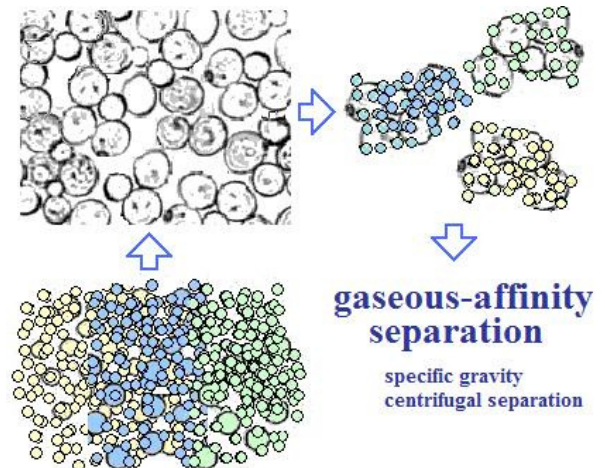 gaseous-affinity
separation
specific gravity
centrifugal separation